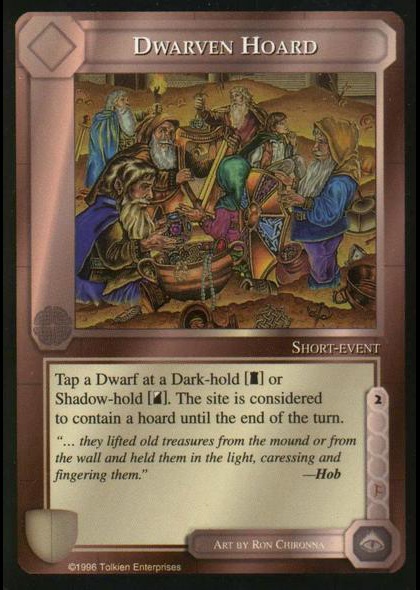 DWARVEN HOARD
SHORT-EVENT
Tap a Dwarf at a Dark-hold [] or
Shadow-hold []. The site is considered
to contain a hoard until the end of the turn.
2
“... they lifted old treasures from the mound or from
the wall and held them in the light, caressing and
fingering them.” —Hob
F
ART BY RON CHIRONNA
©1996 Tolkien Enterprises